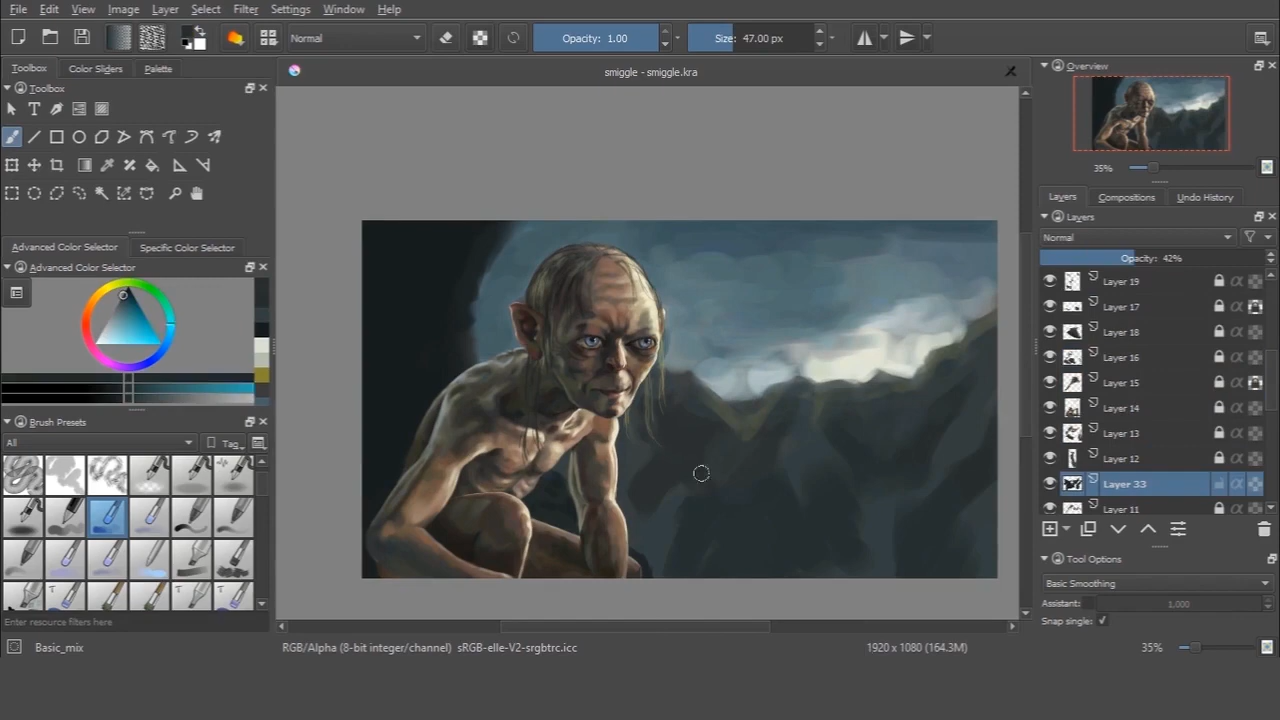 File Edit View Image Layer Select Filter Settings Window Help
Normal Opacity: 1.00 Size: 47.00 px
Toolbox Color Sliders Palette
smiggle - smiggle.kra
Overview
Toolbox
35%
Layers Compositions Undo History
Layers
Normal
Opacity: 42%
Advanced Color Selector Specific Color Selector
Advanced Color Selector
Layer 19
Layer 17
Layer 18
Layer 16
Layer 15
Layer 14
Layer 13
Layer 12
Layer 33
Layer 11
Brush Presets
All Tag
Tool Options
Basic Smoothing
Assistant: 1.000
Snap single:
Enter resource filters here
Basic_mix RGB/Alpha (8-bit integer/channel) sRGB-elle-V2-srgbtrc.icc 1920 x 1080 (164.3M) 35%